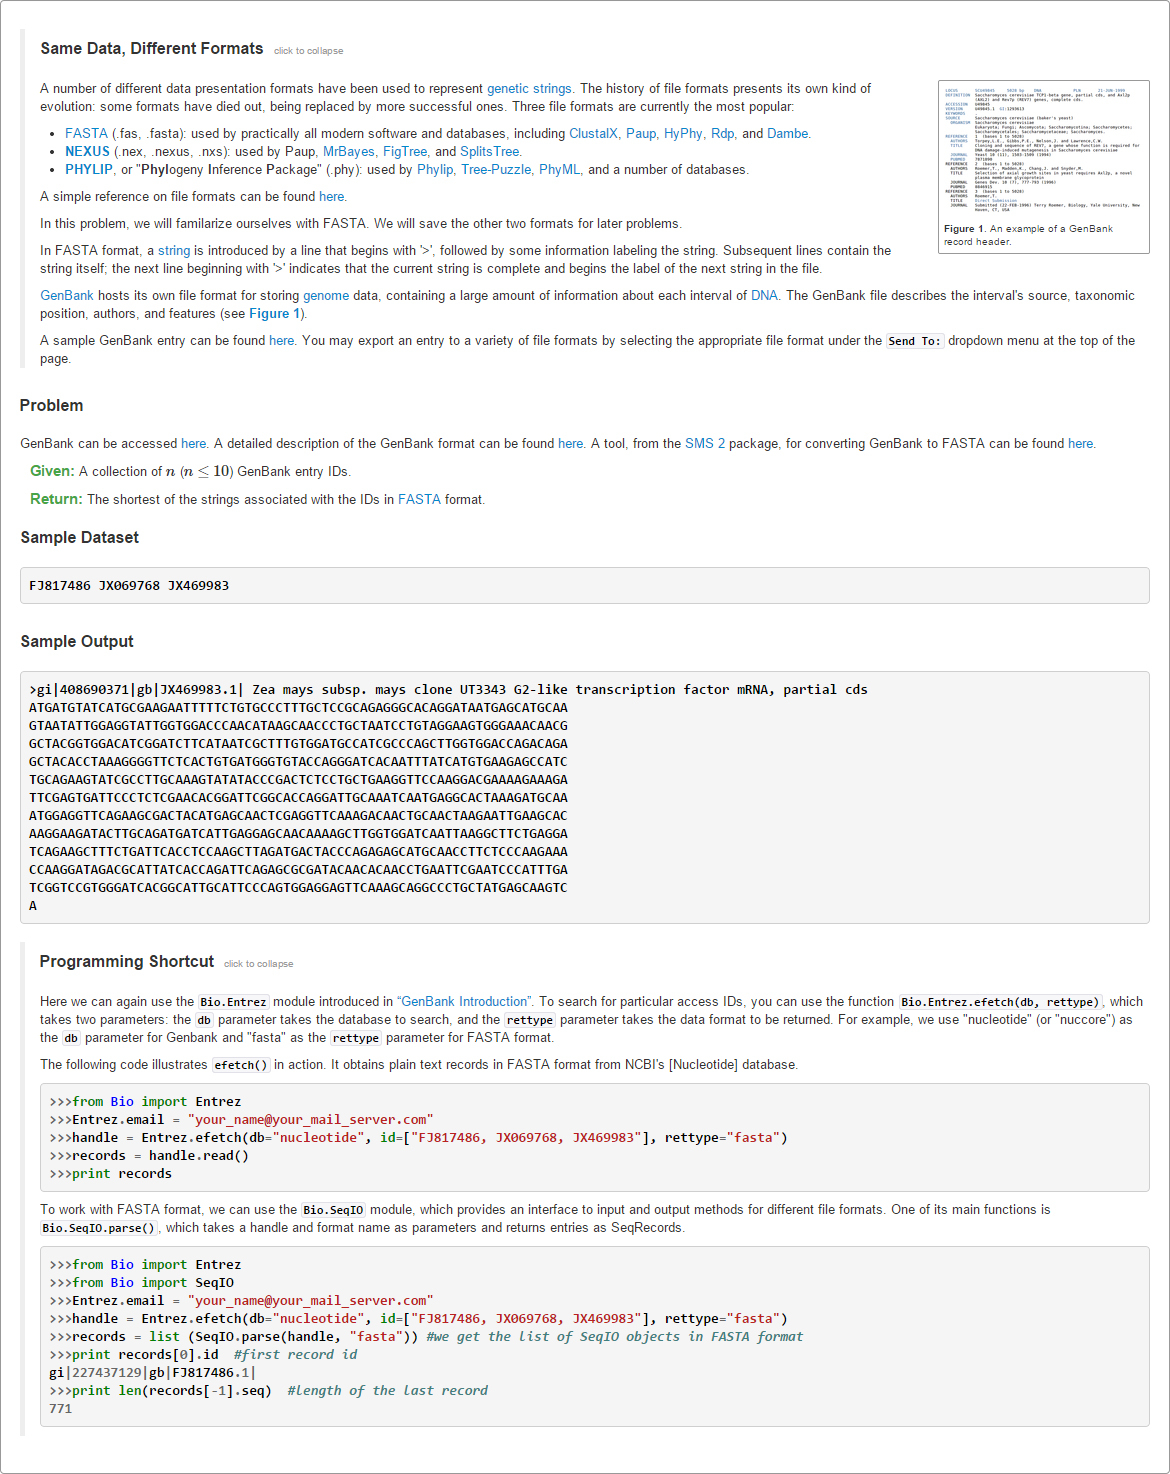 Same Data, Different Formats click to collapse
A number of different data presentation formats have been used to represent genetic strings. The history of file formats presents its own kind of
evolution: some formats have died out, being replaced by more successful ones. Three file formats are currently the most popular:
• FASTA (.fas, .fasta): used by practically all modern software and databases, including ClustalX, Paup, HyPhy, Rdp, and Dambe.
• NEXUS (.nex, .nexus, .nxs): used by Paup, MrBayes, FigTree, and SplitsTree.
• PHYLIP, or "Phylogeny Inference Package" (.phy): used by Phylip, Tree-Puzzle, PhyML, and a number of databases.
A simple reference on file formats can be found here.
In this problem, we will familarize ourselves with FASTA. We will save the other two formats for later problems.
In FASTA format, a string is introduced by a line that begins with '>', followed by some information labeling the string. Subsequent lines contain the
string itself; the next line beginning with '>' indicates that the current string is complete and begins the label of the next string in the file.
Figure 1. An example of a GenBank
record header.
GenBank hosts its own file format for storing genome data, containing a large amount of information about each interval of DNA. The GenBank file describes the interval's source, taxonomic
position, authors, and features (see Figure 1).
A sample GenBank entry can be found here. You may export an entry to a variety of file formats by selecting the appropriate file format under the Send To: dropdown menu at the top of the
page.
Problem
GenBank can be accessed here. A detailed description of the GenBank format can be found here. A tool, from the SMS 2 package, for converting GenBank to FASTA can be found here.
Given: A collection of n (n ≤ 10) GenBank entry IDs.
Return: The shortest of the strings associated with the IDs in FASTA format.
Sample Dataset
FJ817486 JX069768 JX469983
Sample Output
>gi|408690371|gb|JX469983.1| Zea mays subsp. mays clone UT3343 G2-like transcription factor mRNA, partial cds
ATGATGTATCATGCGAAGAATTTTTCTGTGCCCTTTGCTCCGCAGAGGGCACAGGATAATGAGCATGCAA
GTAATATTGGAGGTATTGGTGGACCCAACATAAGCAACCCTGCTAATCCTGTAGGAAGTGGGAAACAACG
GCTACGGTGGACATCGGATCTTCATAATCGCTTTGTGGATGCCATCGCCCAGCTTGGTGGACCAGACAGA
GCTACACCTAAAGGGGTTCTCACTGTGATGGGTGTACCAGGGATCACAATTTATCATGTGAAGAGCCATC
TGCAGAAGTATCGCCTTGCAAAGTATATACCCGACTCTCCTGCTGAAGGTTCCAAGGACGAAAAGAAAGA
TTCGAGTGATTCCCTCTCGAACACGGATTCGGCACCAGGATTGCAAATCAATGAGGCACTAAAGATGCAA
ATGGAGGTTCAGAAGCGACTACATGAGCAACTCGAGGTTCAAAGACAACTGCAACTAAGAATTGAAGCAC
AAGGAAGATACTTGCAGATGATCATTGAGGAGCAACAAAAGCTTGGTGGATCAATTAAGGCTTCTGAGGA
TCAGAAGCTTTCTGATTCACCTCCAAGCTTAGATGACTACCCAGAGAGCATGCAACCTTCTCCCAAGAAA
CCAAGGATAGACGCATTATCACCAGATTCAGAGCGCGATACAACACAACCTGAATTCGAATCCCATTTGA
TCGGTCCGTGGGATCACGGCATTGCATTCCCAGTGGAGGAGTTCAAAGCAGGCCCTGCTATGAGCAAGTC
A
Programming Shortcut click to collapse
Here we can again use the Bio.Entrez module introduced in “GenBank Introduction”. To search for particular access IDs, you can use the function Bio.Entrez.efetch(db, rettype), which
takes two parameters: the db parameter takes the database to search, and the rettype parameter takes the data format to be returned. For example, we use "nucleotide" (or "nuccore") as
the db parameter for Genbank and "fasta" as the rettype parameter for FASTA format.
The following code illustrates efetch() in action. It obtains plain text records in FASTA format from NCBI's [Nucleotide] database.
>>>from Bio import Entrez
>>>Entrez.email = "your_name@your_mail_server.com"
>>>handle = Entrez.efetch(db="nucleotide", id=["FJ817486, JX069768, JX469983"], rettype="fasta")
>>>records = handle.read()
>>>print records
To work with FASTA format, we can use the Bio.SeqIO module, which provides an interface to input and output methods for different file formats. One of its main functions is
Bio.SeqIO.parse(), which takes a handle and format name as parameters and returns entries as SeqRecords.
>>>from Bio import Entrez
>>>from Bio import SeqIO
>>>Entrez.email = "your_name@your_mail_server.com"
>>>handle = Entrez.efetch(db="nucleotide", id=["FJ817486, JX069768, JX469983"], rettype="fasta")
>>>records = list (SeqIO.parse(handle, "fasta")) #we get the list of SeqIO objects in FASTA format
>>>print records[0].id #first record id
gi|227437129|gb|FJ817486.1|
>>>print len(records[-1].seq) #length of the last record
771